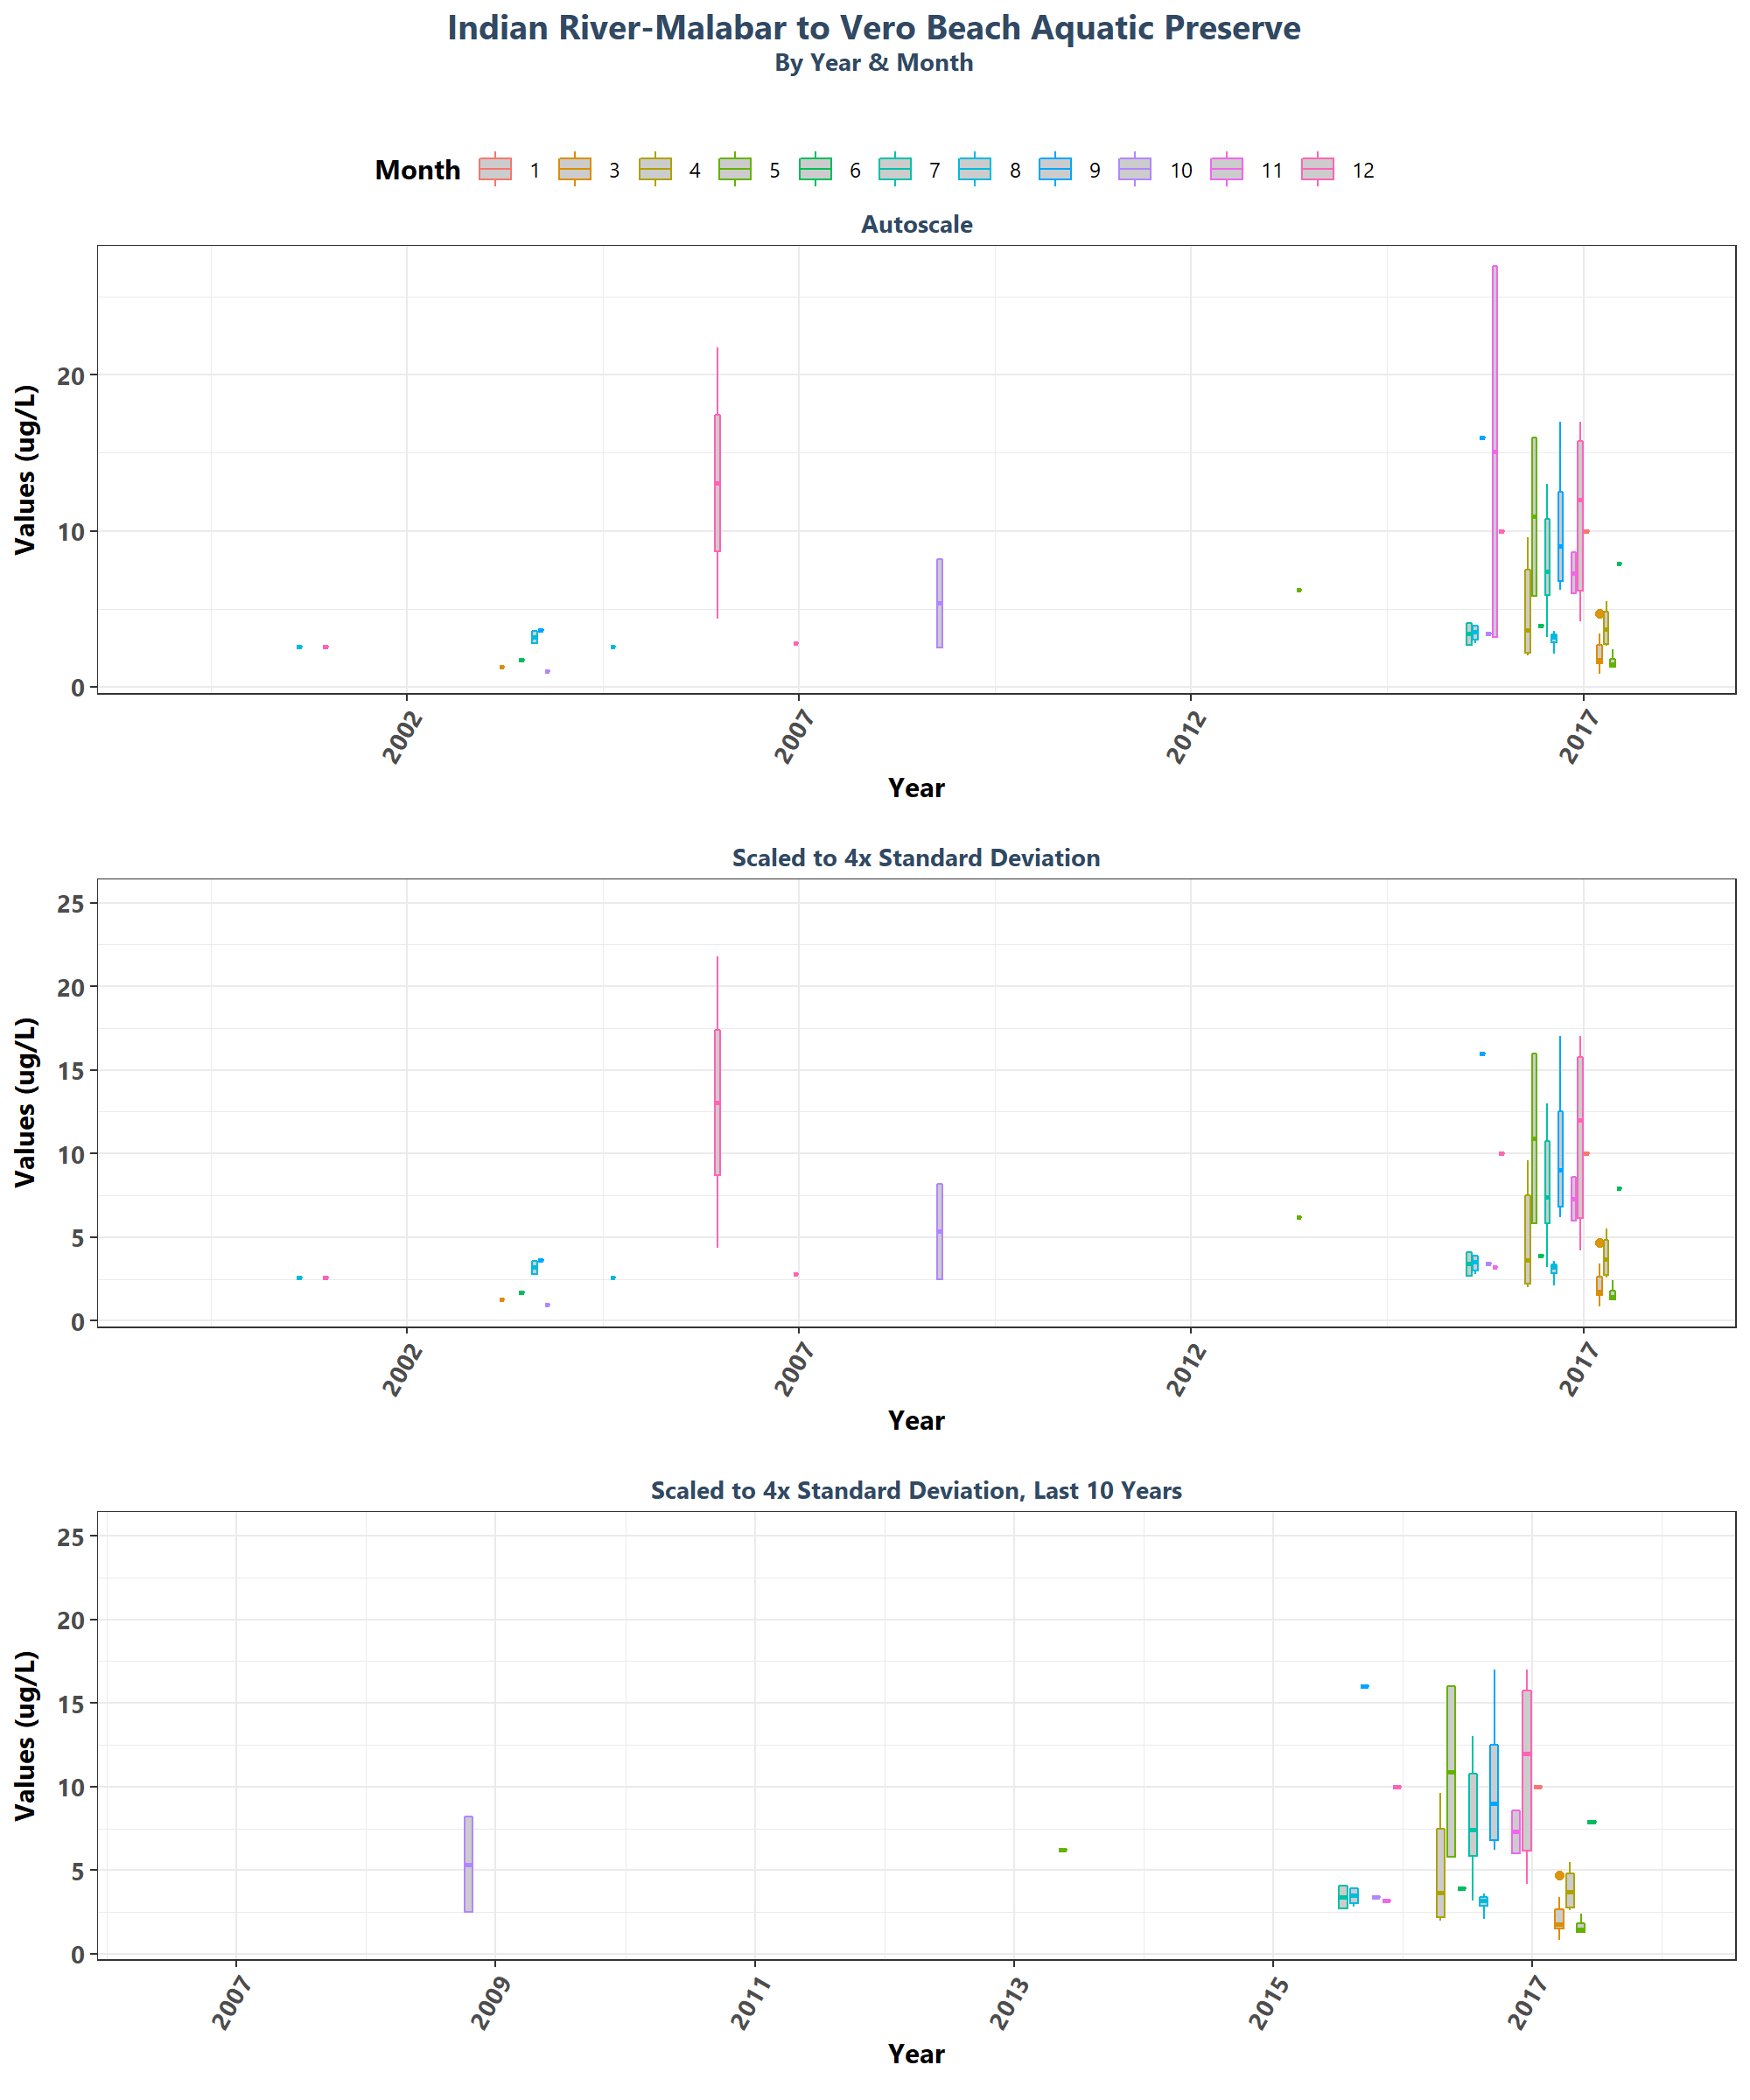 Indian River-Malabar to Vero Beach Aquatic Preserve
By Year & Month
Month 1 3 4 5 6 7 8 9 10 11 12
Autoscale
Values (ug/L)
20
10
0
2002 2007 2012 2017
Year
Scaled to 4x Standard Deviation
Values (ug/L)
25
20
15
10
5
0
2002 2007 2012 2017
Year
Scaled to 4x Standard Deviation, Last 10 Years
Values (ug/L)
25
20
15
10
5
0
2007 2009 2011 2013 2015 2017
Year